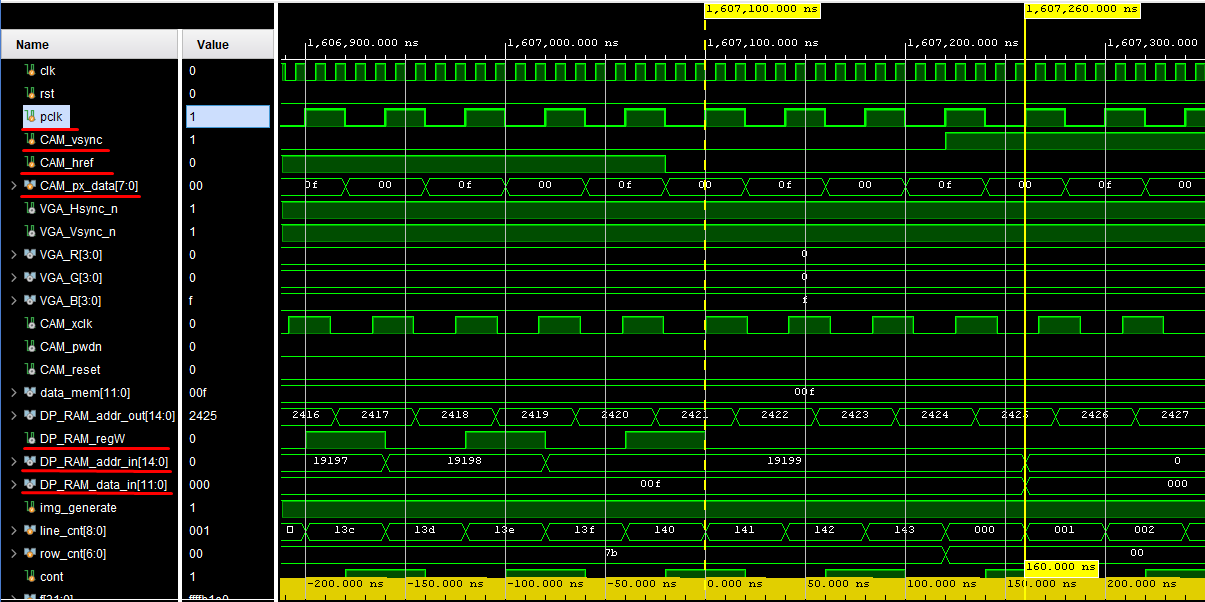 1,607,100.000 ns 1,607,260.000 ns
Name Value 1,606,900.000 ns 1,607,000.000 ns 1,607,100.000 ns 1,607,200.000 ns 1,607,300.000
clk 0
rst 0
pclk 1
CAM_vsync 1
CAM_href 0
CAM_px_data[7:0] 00 0f 00 0f 00 0f 00 0f 00 0f 00 0f 00
VGA_Hsync_n 1
VGA_Vsync_n 1
VGA_R[3:0] 0 0
VGA_G[3:0] 0 0
VGA_B[3:0] f f
CAM_xclk 0
CAM_pwdn 0
CAM_reset 0
data_mem[11:0] 00f 00f
DP_RAM_addr_out[14:0] 2425 2416 2417 2418 2419 2420 2421 2422 2423 2424 2425 2426 2427
DP_RAM_regW 0
DP_RAM_addr_in[14:0] 0 19197 19198 19199 0
DP_RAM_data_in[11:0] 000 00f 000
img_generate 1
line_cnt[8:0] 001 13c 13d 13e 13f 140 141 142 143 000 001 002
row_cnt[6:0] 00 7b 00
cont 1 160.000 ns
-200.000 ns -150.000 ns -100.000 ns -50.000 ns 0.000 ns 50.000 ns 100.000 ns 150.000 ns 200.000 ns